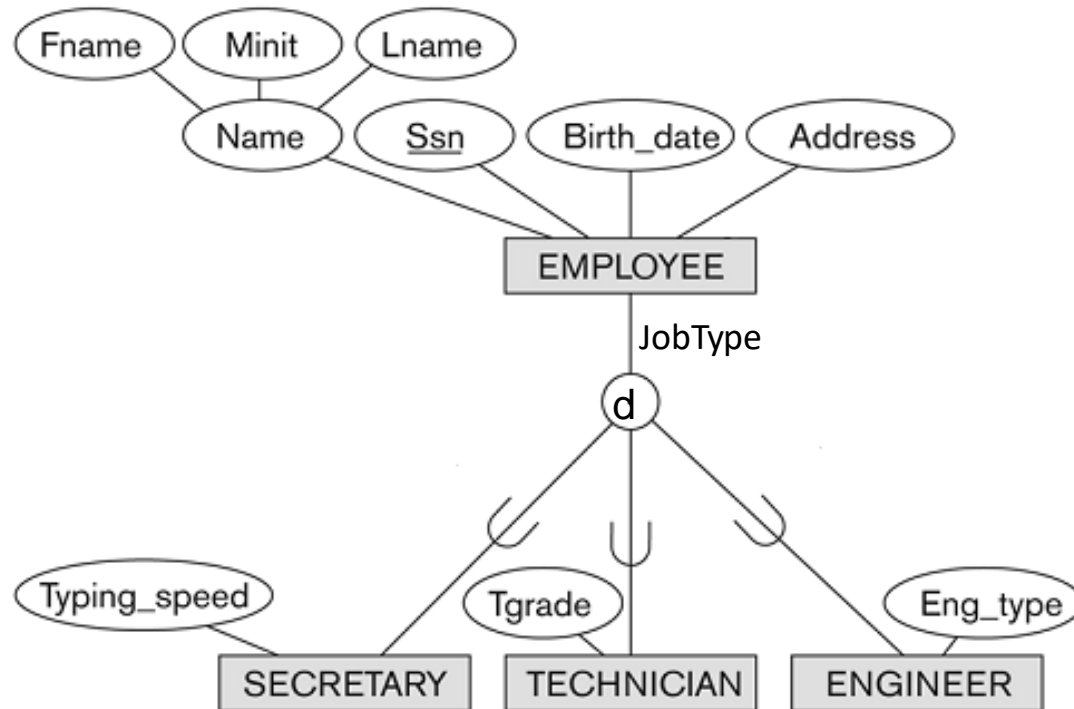 Fname Minit Lname
Name Ssn Birth_date Address
EMPLOYEE
JobType
d
Typing_speed Tgrade Eng_type
SECRETARY TECHNICIAN ENGINEER